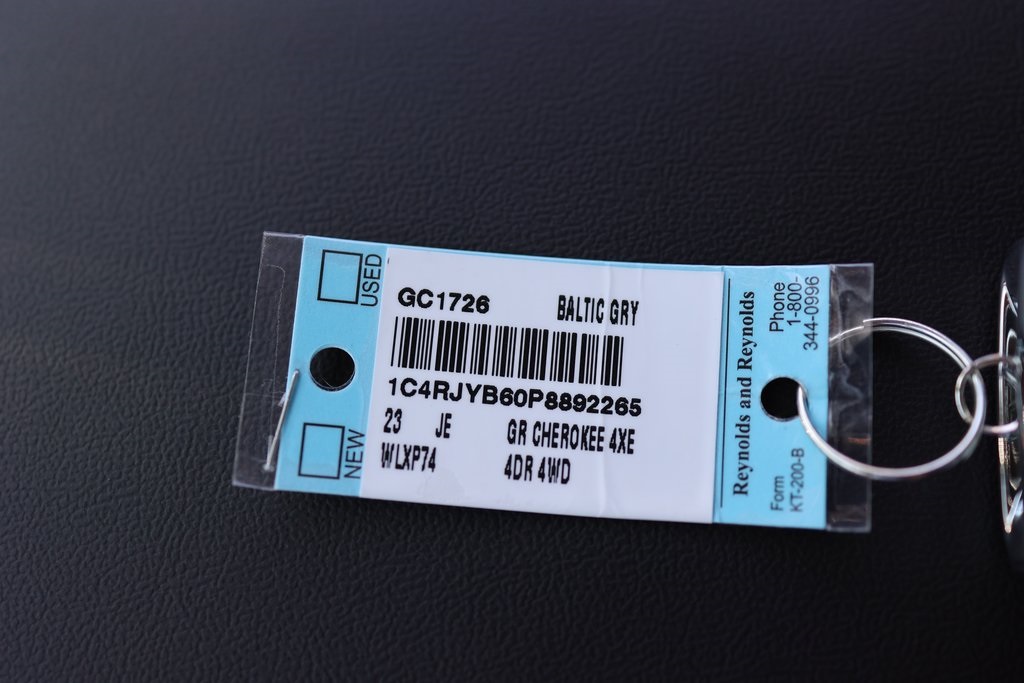 USED
NEW
GC1726 BALTIC GRY
1C4RJYB60P8892265
23 JE GR CHEROKEE 4XE
WLXP74 4DR 4WD
Reynolds and Reynolds
Phone
1-800-
344-0996
Form
KT-200-B